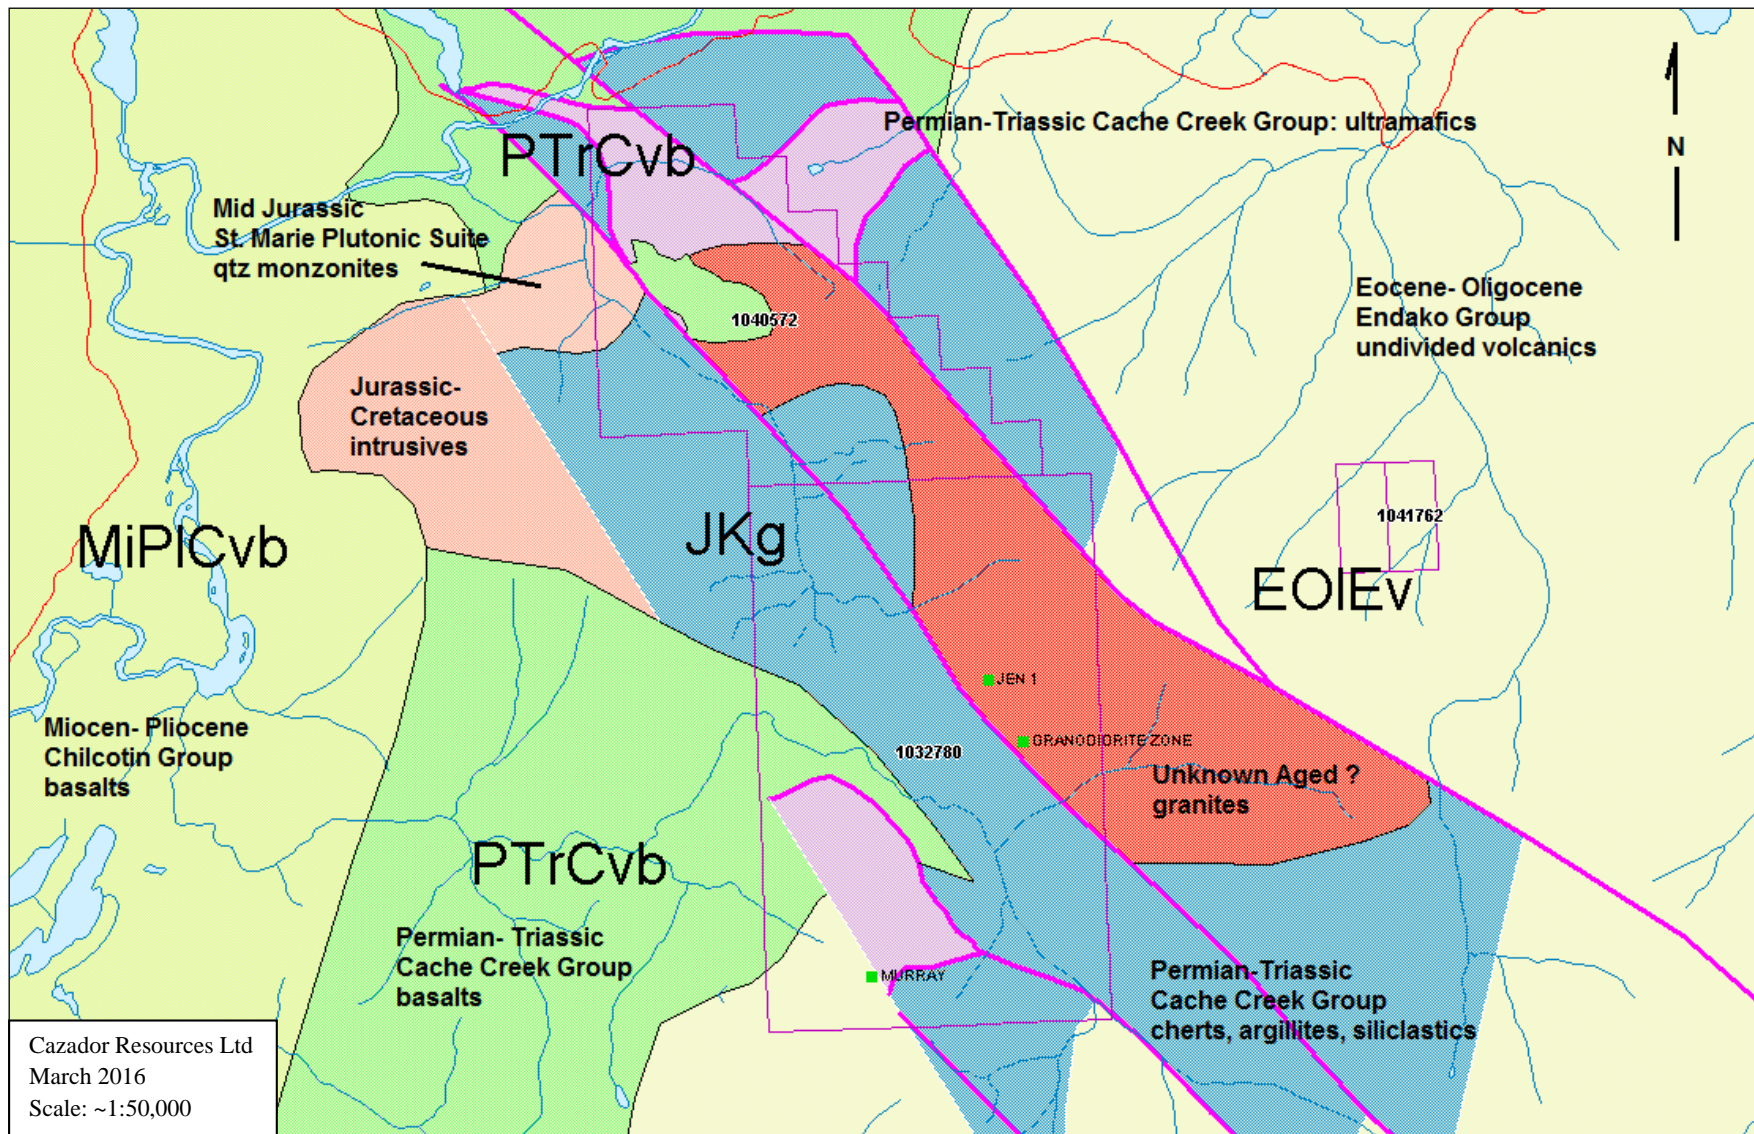 Permian-Triassic Cache Creek Group: ultramafics
N
PTrCvb
Mid Jurassic
St. Marie Plutonic Suite
qtz monzonites
Eocene- Oligocene
Endako Group
undivided volcanics
1040572
Jurassic-
Cretaceous
intrusives
1041762
MiPlCvb
JKg
EOlEv
JEN 1
Miocen- Pliocene
Chilcotin Group
basalts
GRANODIORITE ZONE
1032780
Unknown Aged ?
granites
PTrCvb
Permian- Triassic
Cache Creek Group
basalts
MURRAY
Permian-Triassic
Cache Creek Group
cherts, argillites, siliclastics
Cazador Resources Ltd
March 2016
Scale: ~1:50,000